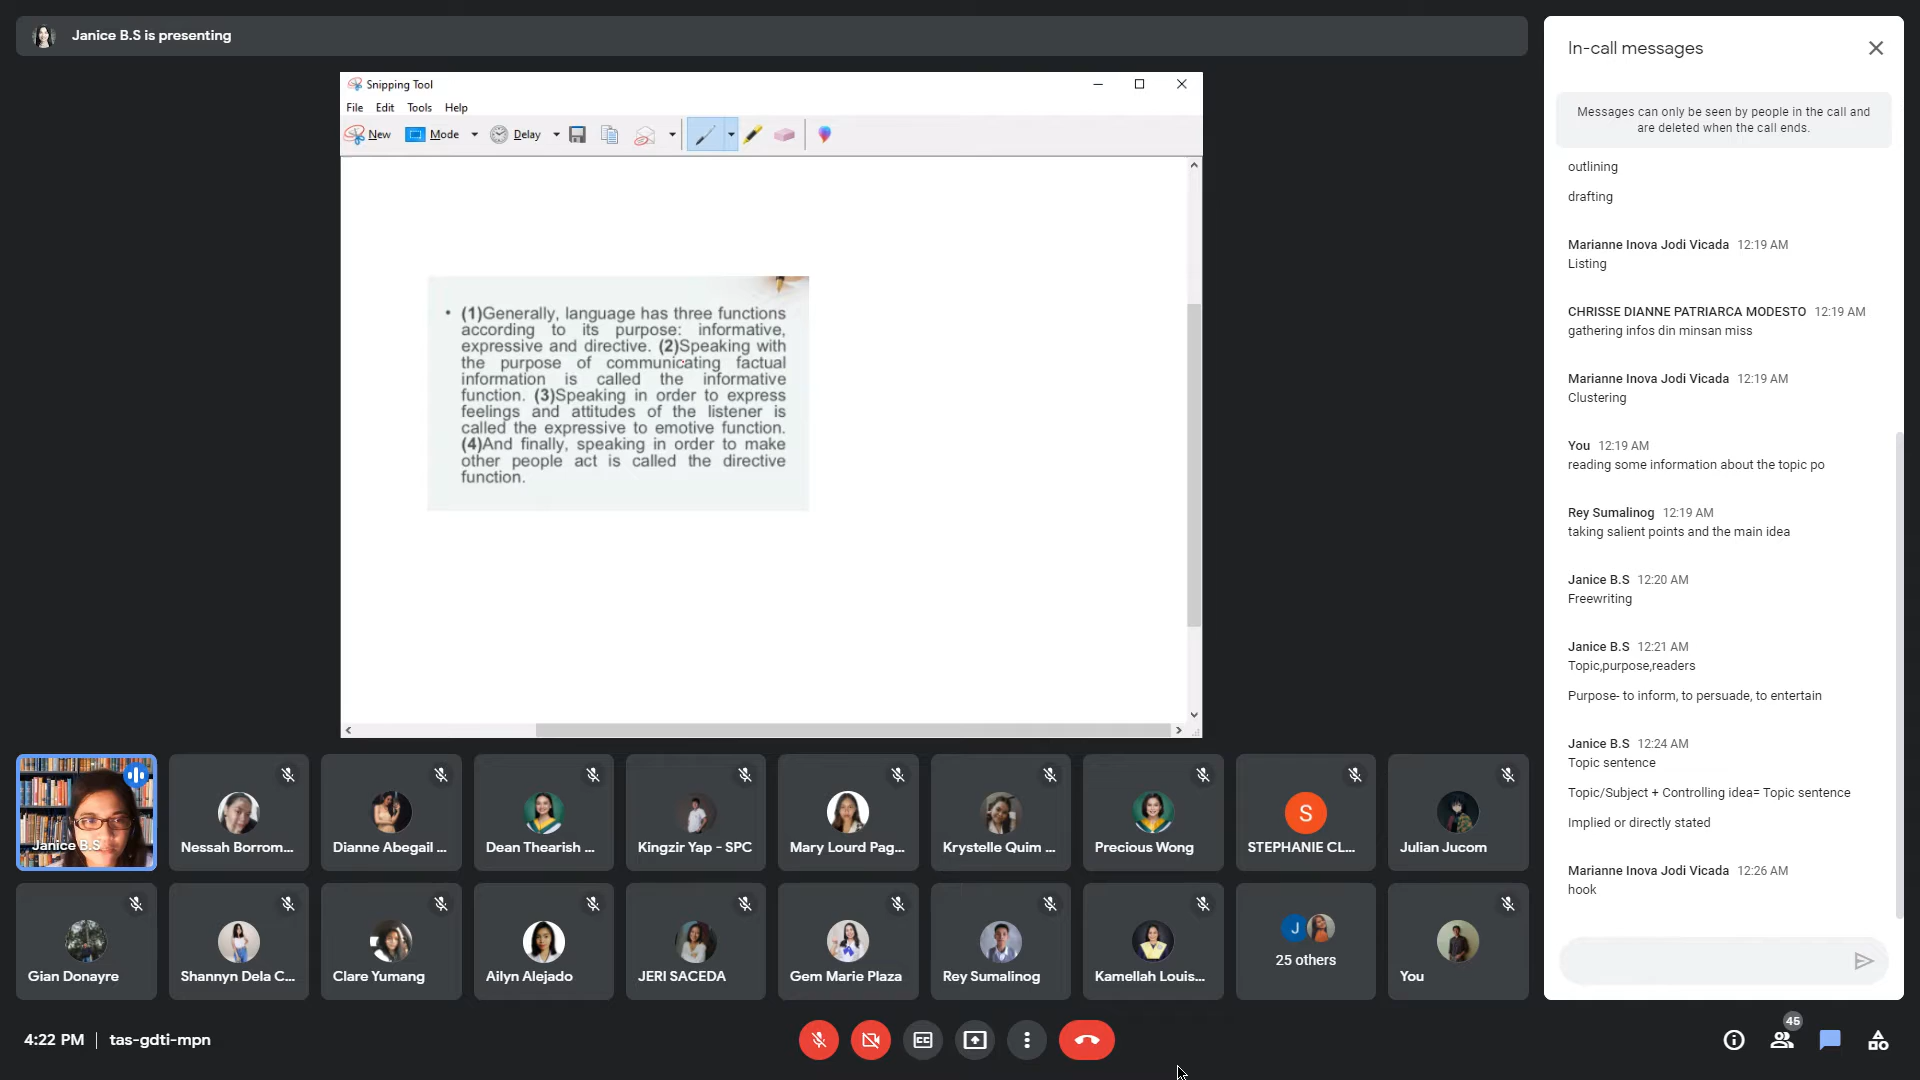 Janice B.S is presenting
Snipping Tool
File Edit Tools Help
New Mode Delay
• (1)Generally, language has three functions
according to its purpose: informative,
expressive and directive. (2)Speaking with
the purpose of communicating factual
information is called the informative
function. (3)Speaking in order to express
feelings and attitudes of the listener is
called the expressive to emotive function.
(4)And finally, speaking in order to make
other people act is called the directive
function.
Janice B.S
Nessah Borrom...
Dianne Abegail ...
Dean Thearish ...
Kingzir Yap - SPC
Mary Lourd Pag...
Krystelle Quim ...
Precious Wong
S
STEPHANIE CL...
Julian Jucom
Gian Donayre
Shannyn Dela C...
Clare Yumang
Ailyn Alejado
JERI SACEDA
Gem Marie Plaza
Rey Sumalinog
Kamellah Louis...
J
25 others
You
4:22 PM | tas-gdti-mpn
45
In-call messages
Messages can only be seen by people in the call and
are deleted when the call ends.
outlining
drafting
Marianne Inova Jodi Vicada 12:19 AM
Listing
CHRISSE DIANNE PATRIARCA MODESTO 12:19 AM
gathering infos din minsan miss
Marianne Inova Jodi Vicada 12:19 AM
Clustering
You 12:19 AM
reading some information about the topic po
Rey Sumalinog 12:19 AM
taking salient points and the main idea
Janice B.S 12:20 AM
Freewriting
Janice B.S 12:21 AM
Topic,purpose,readers
Purpose- to inform, to persuade, to entertain
Janice B.S 12:24 AM
Topic sentence
Topic/Subject + Controlling idea= Topic sentence
Implied or directly stated
Marianne Inova Jodi Vicada 12:26 AM
hook